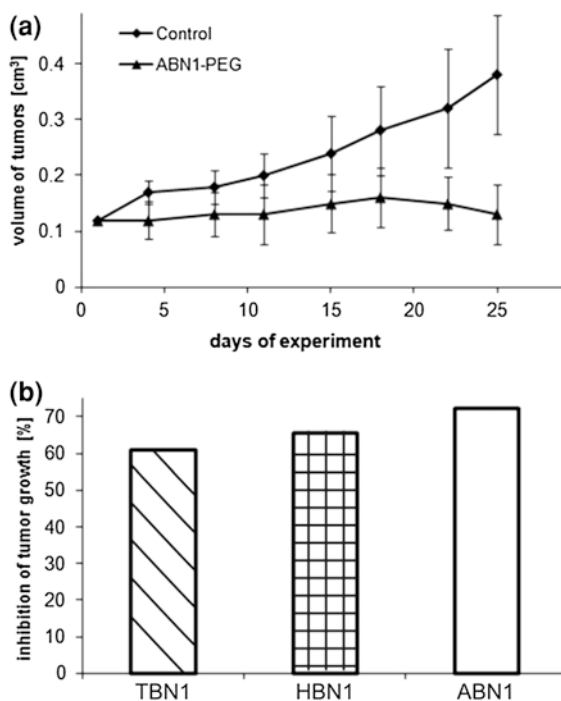 (a)
Control
ABN1-PEG
volume of tumors [cm³]
0.4
0.3
0.2
0.1
0
0 5 10 15 20 25
days of experiment
(b)
inhibition of tumor growth [%]
70
60
50
40
30
20
10
0
TBN1 HBN1 ABN1